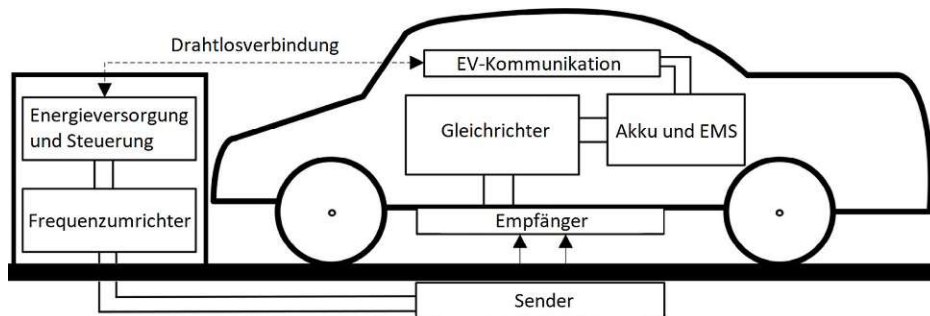 Drahtlosverbindung
EV-Kommunikation
Energieversorgung
und Steuerung
Gleichrichter
Akku und EMS
Frequenzumrichter
Empfänger
Sender